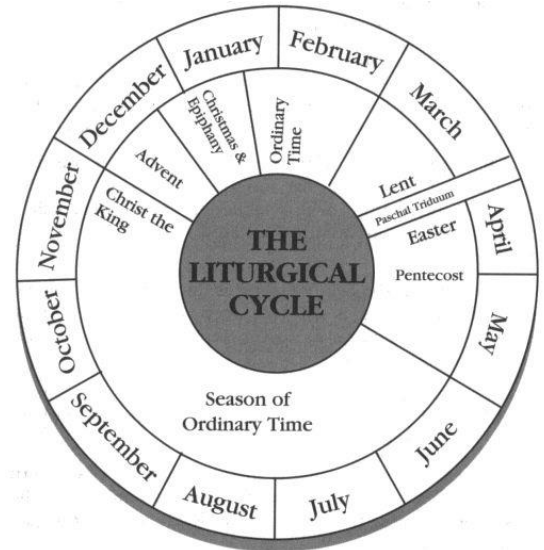 January
February
March
April
May
June
July
August
September
October
November
December
Christmas &
Epiphany
Ordinary
Time
Lent
Paschal Triduum
Easter
Pentecost
Season of
Ordinary Time
Christ the
King
Advent
THE
LITURGICAL
CYCLE